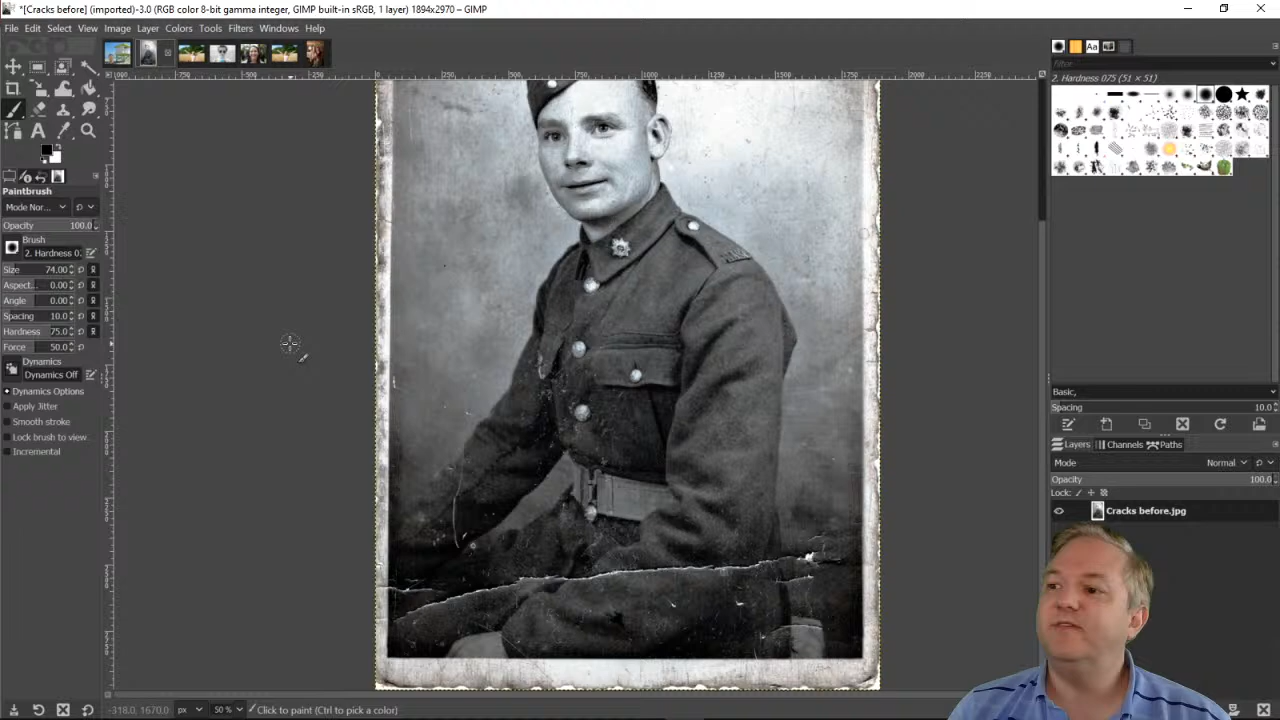 *[Cracks before] (imported)-3.0 (RGB color 8-bit gamma integer, GIMP built-in sRGB, 1 layer) 1894x2970 – GIMP
File Edit Select View Image Layer Colors Tools Filters Windows Help
Paintbrush
Mode Nor...
Opacity 100.0
Brush
2. Hardness 0
Size 74.00
Aspect... 0.00
Angle 0.00
Spacing 10.0
Hardness 75.0
Force 50.0
Dynamics
Dynamics Off
Dynamics Options
Apply Jitter
Smooth stroke
Lock brush to view
Incremental
filter
2. Hardness 075 (51 × 51)
Basic,
Spacing 10.0
Layers Channels Paths
Mode Normal
Opacity 100.0
Lock:
Cracks before.jpg
-318.0, 1670.0 px 50 % Click to paint (Ctrl to pick a color)